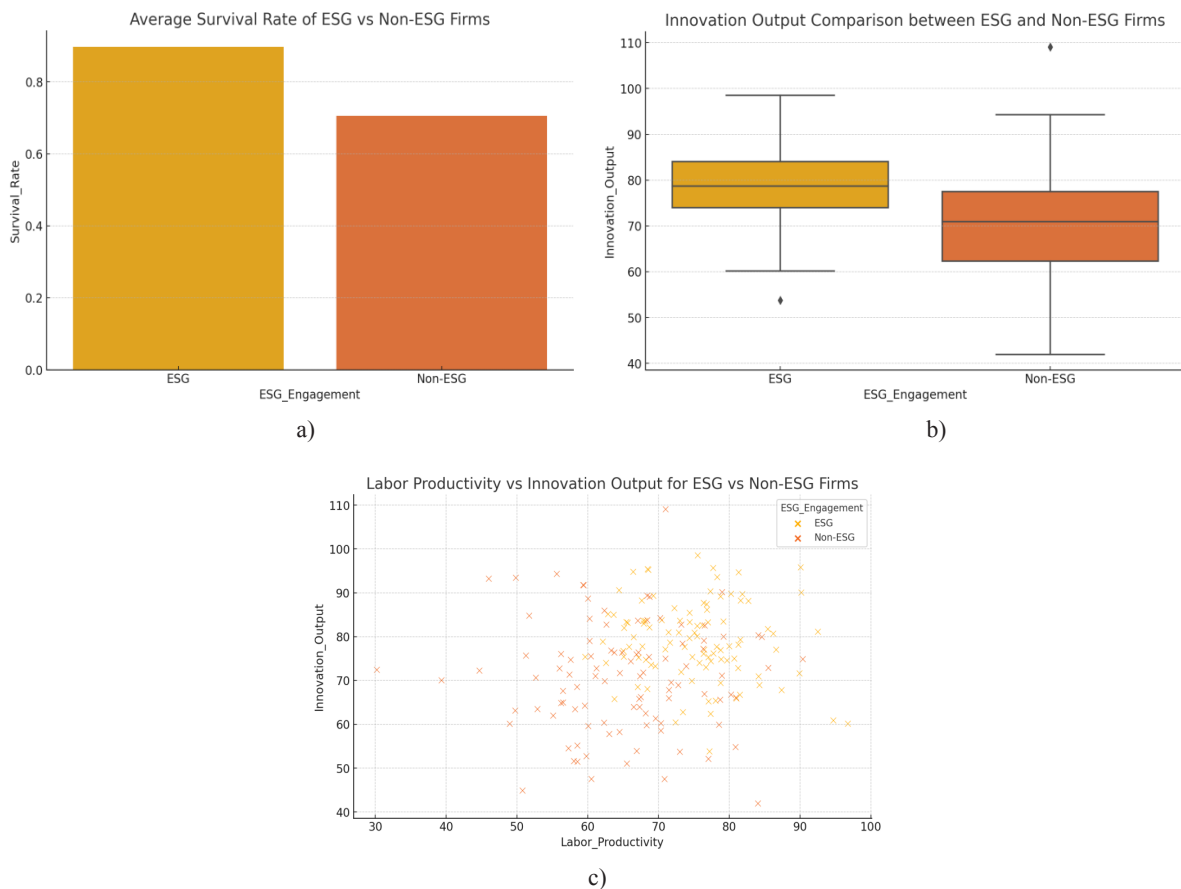 Average Survival Rate of ESG vs Non-ESG Firms
Survival_Rate
0.8
0.6
0.4
0.2
0.0
ESG Non-ESG
ESG_Engagement
a)
Innovation Output Comparison between ESG and Non-ESG Firms
Innovation_Output
110
100
90
80
70
60
50
40
ESG Non-ESG
ESG_Engagement
b)
Labor Productivity vs Innovation Output for ESG vs Non-ESG Firms
ESG_Engagement
ESG
Non-ESG
Innovation_Output
110
100
90
80
70
60
50
40
30 40 50 60 70 80 90 100
Labor_Productivity
c)